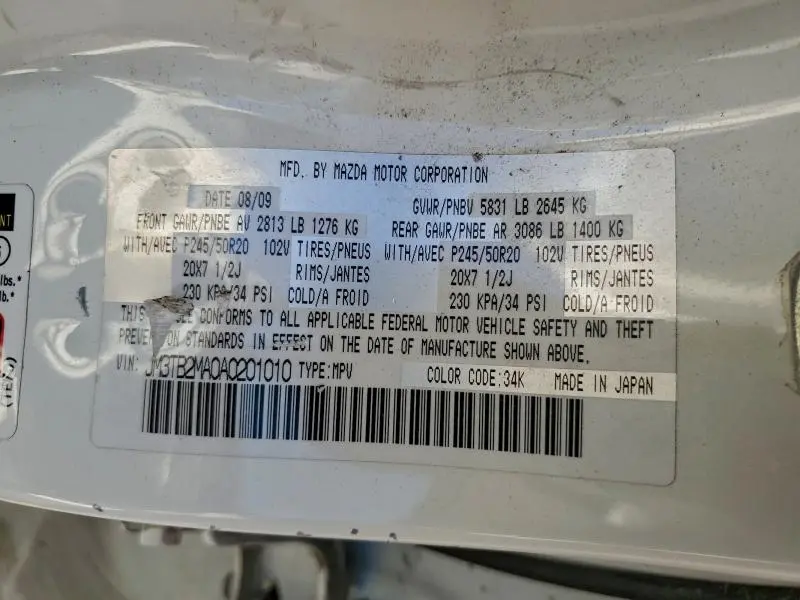 MFD. BY MAZDA MOTOR CORPORATION
DATE 08/09 GVWR/PNBV 5831 LB 2645 KG
FRONT GAWR/PNBE AV 2813 LB 1276 KG REAR GAWR/PNBE AR 3086 LB 1400 KG
WITH/AVEC P245/50R20 102V TIRES/PNEUS WITH/AVEC P245/50R20 102V TIRES/PNEUS
20X7 1/2J RIMS/JANTES 20X7 1/2J RIMS/JANTES
230 KPA/34 PSI COLD/A FROID 230 KPA/34 PSI COLD/A FROID
THIS CONFORMS TO ALL APPLICABLE FEDERAL MOTOR VEHICLE SAFETY AND THEFT
STANDARDS IN EFFECT ON THE DATE OF MANUFACTURE SHOWN ABOVE.
VIN: JM3TB2MA0A0201010 TYPE:MPV COLOR CODE:34K MADE IN JAPAN
lbs.*
lb.*